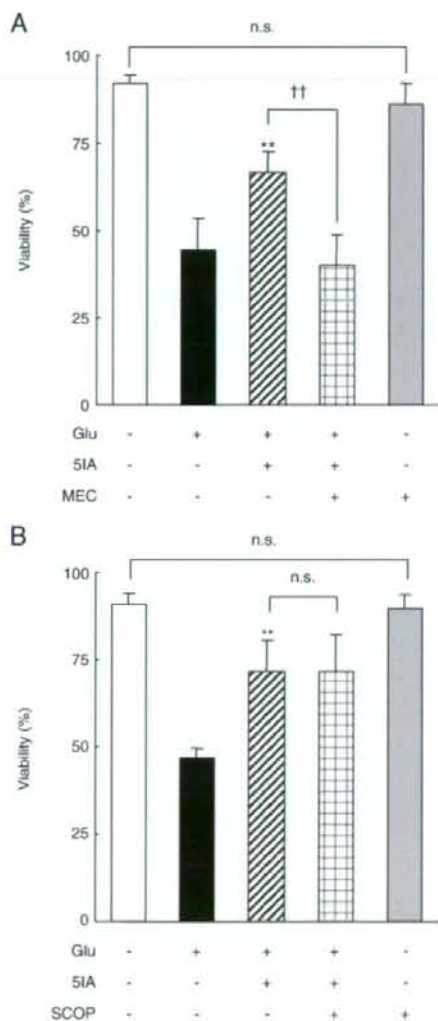 A
n.s.
††
**
100
75
50
25
0
Viability (%)
Glu - + + + -
5IA - - + + -
MEC - - - + +
B
n.s.
n.s.
**
100
75
50
25
0
Viability (%)
Glu - + + + -
5IA - - + + -
SCOP - - - + +